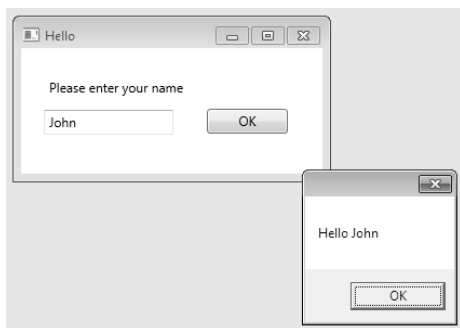 Hello
Please enter your name
John
OK
Hello John
OK